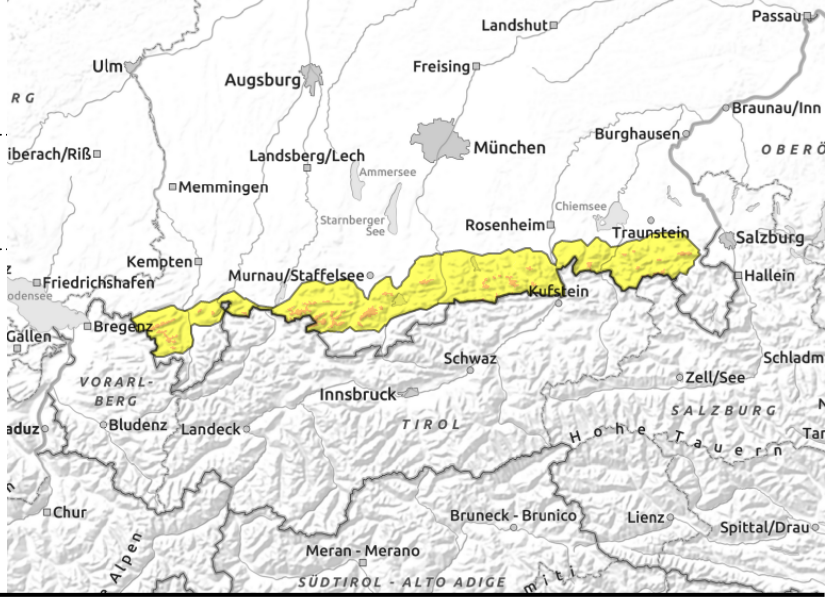 Passau
Landshut
Ulm
Freising
Augsburg
RG
Braunau/Inn
Burghausen
München
OBERÖ
iberach/Riß
Landsberg/Lech
Ammersee
Memmingen
Chiemsee
Starnberger
See
Rosenheim
Traunstein
Salzburg
Kempten
Murnau/Staffelsee
Hallein
z
Friedrichshafen
odensee
Kufstein
Bregenz
Gallen
Schwaz
Schladm
Zell/See
VORARL-
BERG
Innsbruck
SALZBURG
N
aduz
Bludenz
Landeck
TIROL
Hohe Tauern
Tar
n
Chur
Bruneck - Brunico
Lienz
Spittal/Drau
e Alpen
Meran - Merano
SÜDTIROL - ALTO ADIGE
miti